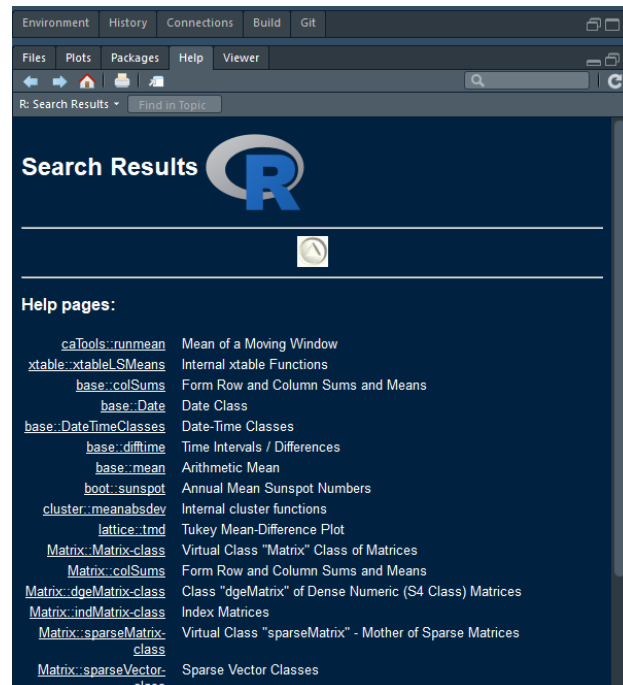 Environment History Connections Build Git
Files Plots Packages Help Viewer
R: Search Results Find in Topic
Search Results R
Help pages:
caTools::runmean Mean of a Moving Window
xtable::xtableLSMeans Internal xtable Functions
base::colSums Form Row and Column Sums and Means
base::Date Date Class
base::DateTimeClasses Date-Time Classes
base::difftime Time Intervals / Differences
base::mean Arithmetic Mean
boot::sunspot Annual Mean Sunspot Numbers
cluster::meanabsdev Internal cluster functions
lattice::tmd Tukey Mean-Difference Plot
Matrix::Matrix-class Virtual Class "Matrix" Class of Matrices
Matrix::colSums Form Row and Column Sums and Means
Matrix::dgeMatrix-class Class "dgeMatrix" of Dense Numeric (S4 Class) Matrices
Matrix::indMatrix-class Index Matrices
Matrix::sparseMatrix- Virtual Class "sparseMatrix" - Mother of Sparse Matrices
class
Matrix::sparseVector- Sparse Vector Classes